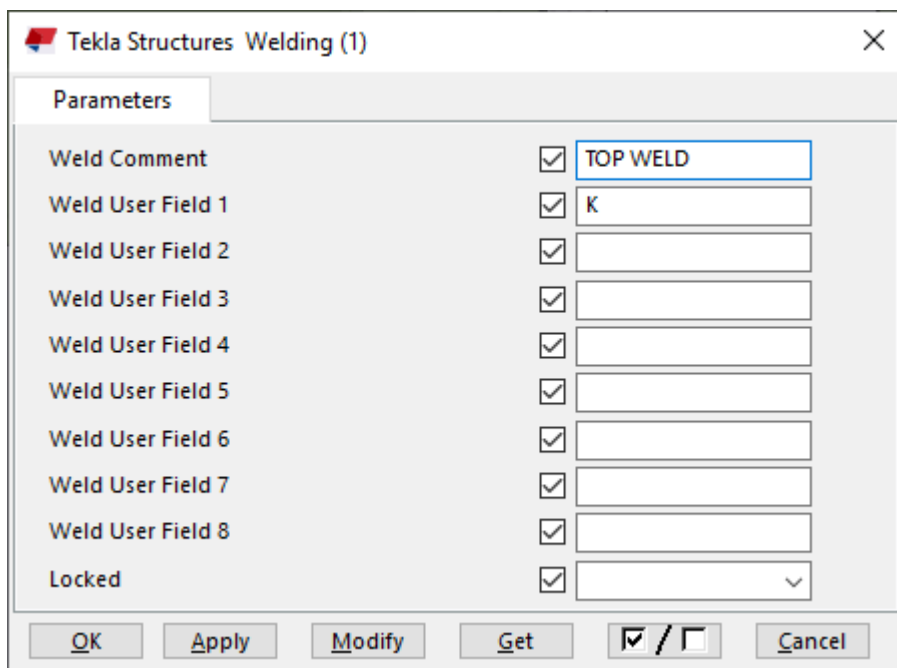 Tekla Structures Welding (1)
Parameters
Weld Comment TOP WELD
Weld User Field 1 K
Weld User Field 2
Weld User Field 3
Weld User Field 4
Weld User Field 5
Weld User Field 6
Weld User Field 7
Weld User Field 8
Locked
OK Apply Modify Get / Cancel